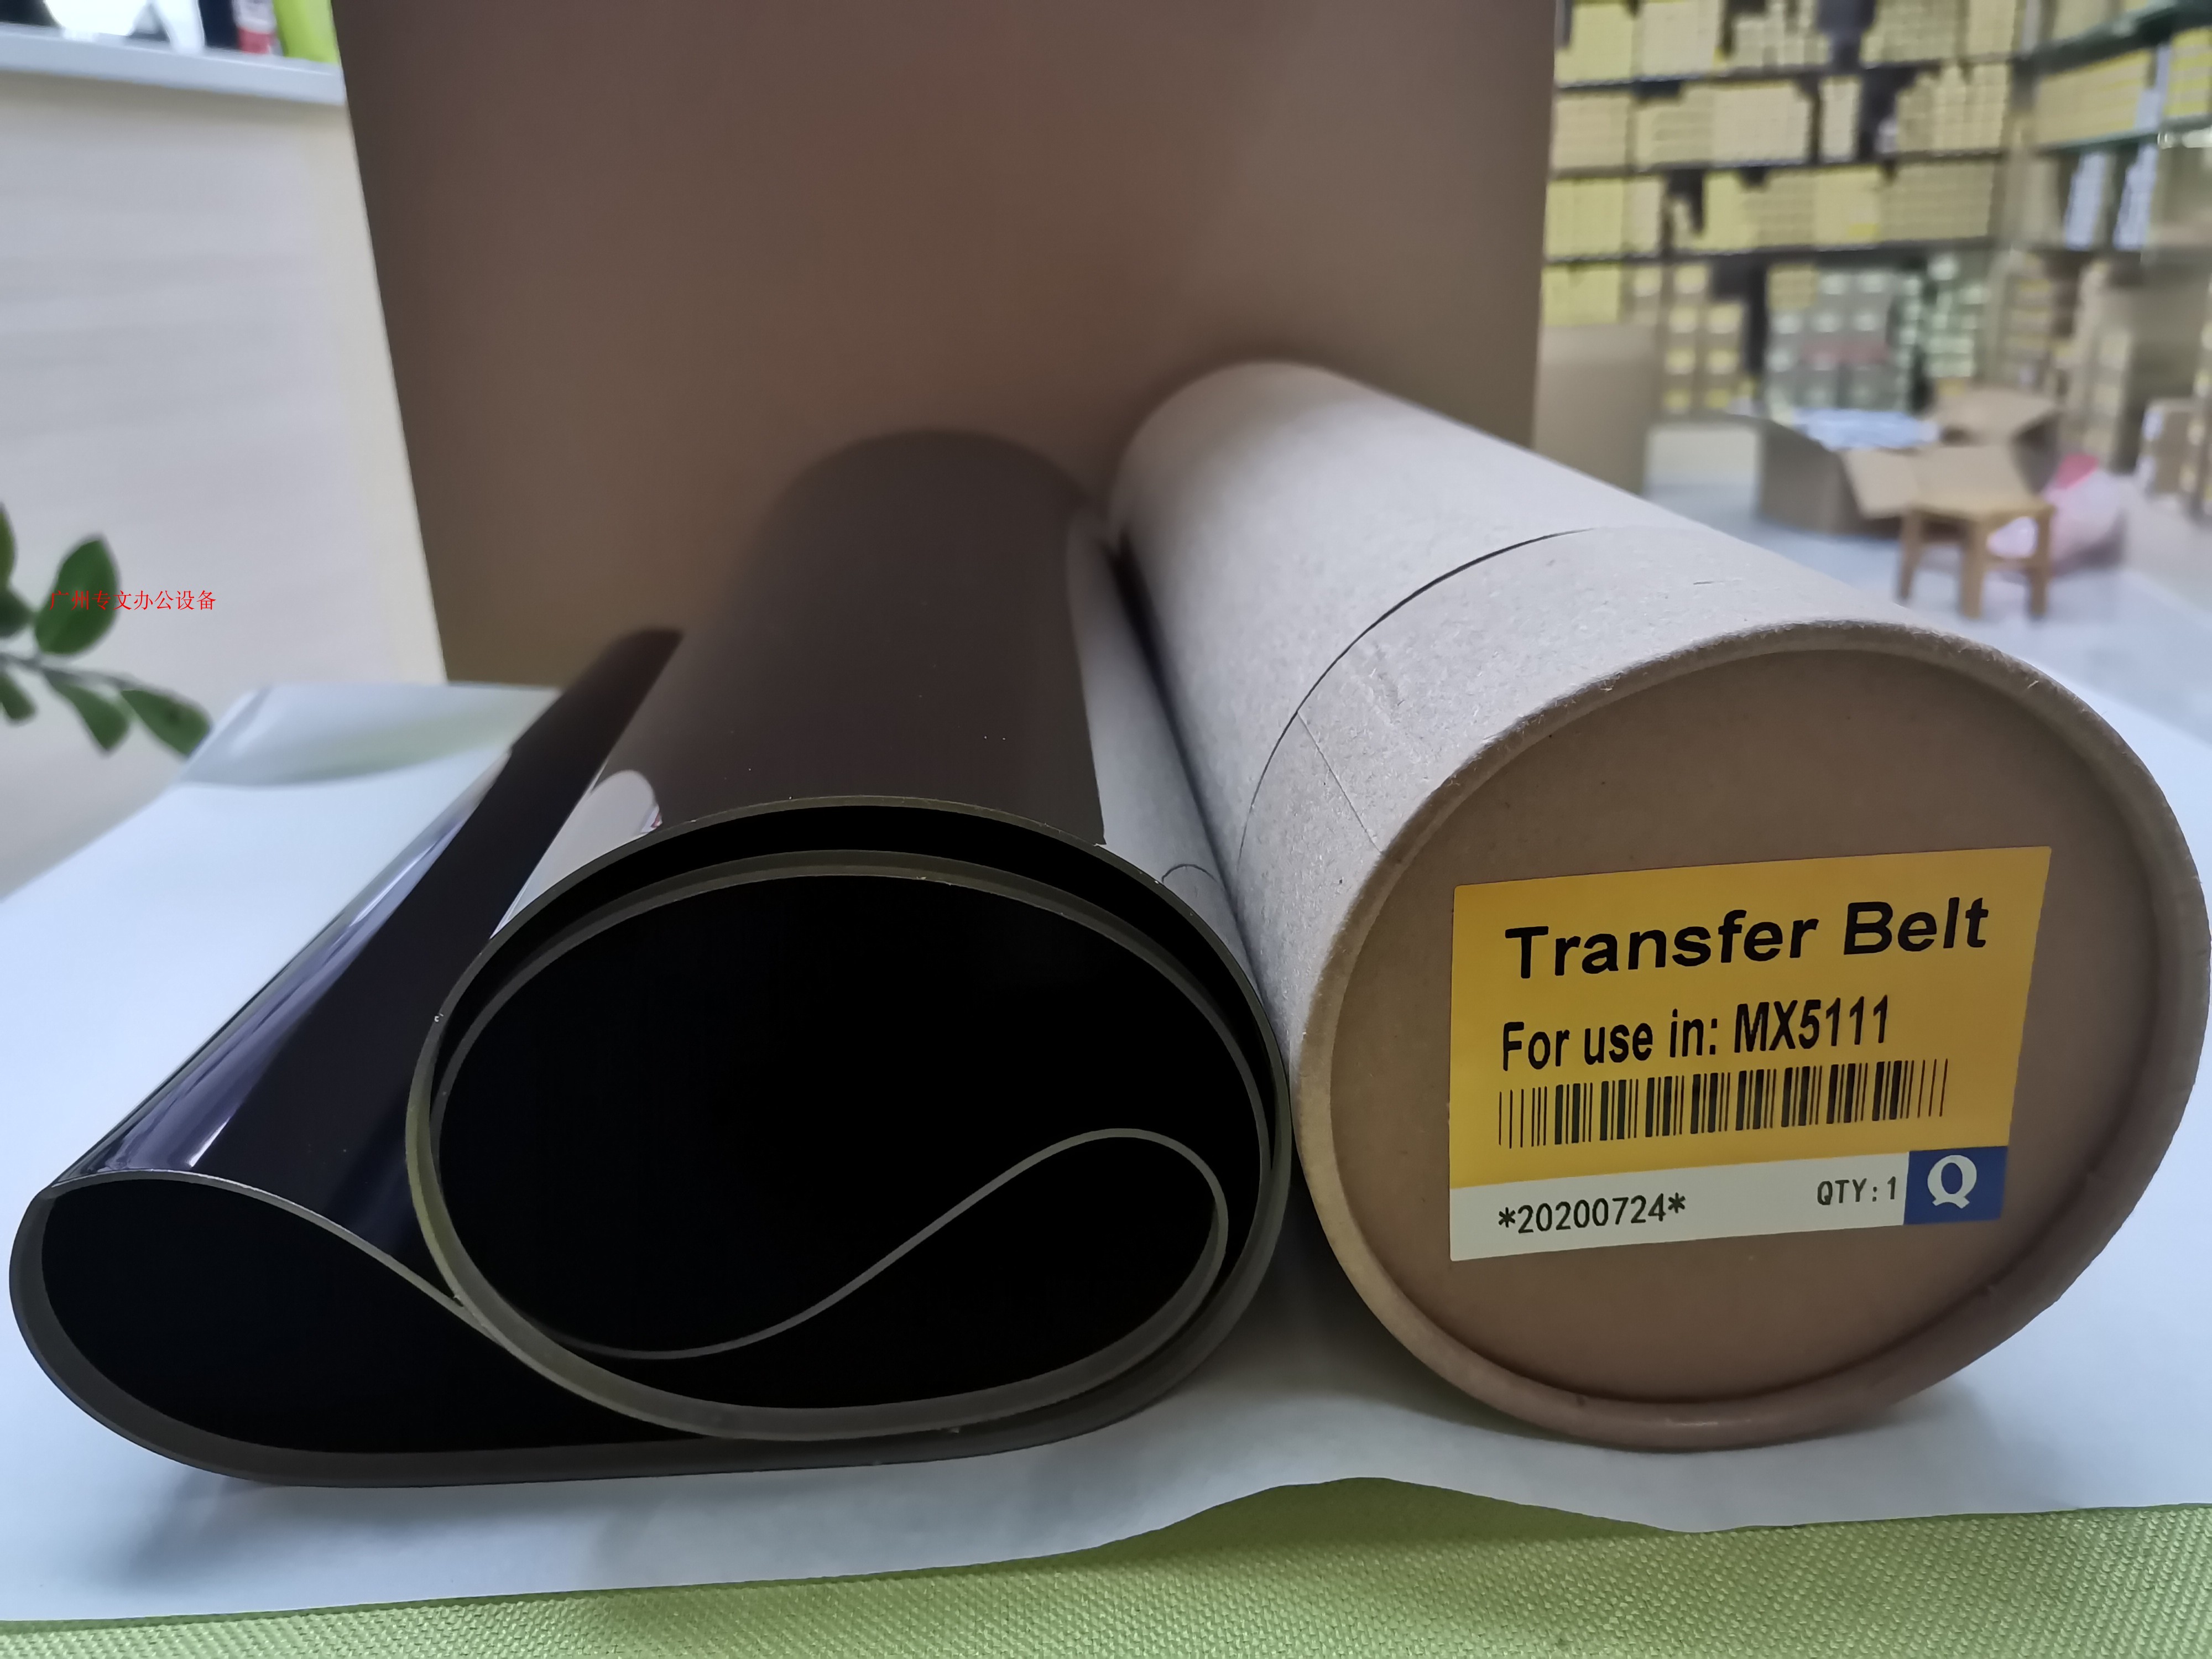 广州专文办公设备
Transfer Belt
For use in: MX5111
*20200724*
QTY:1
Q